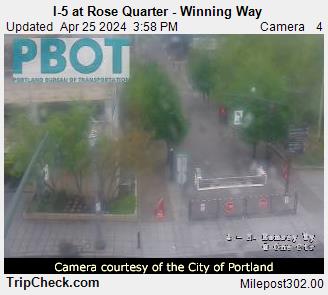 I-5 at Rose Quarter - Winning Way
Updated Apr 25 2024 3:58 PM Camera 4
PBOT
PORTLAND BUREAU OF TRANSPORTATION
Camera courtesy of the City of Portland
TripCheck.com Milepost302.00